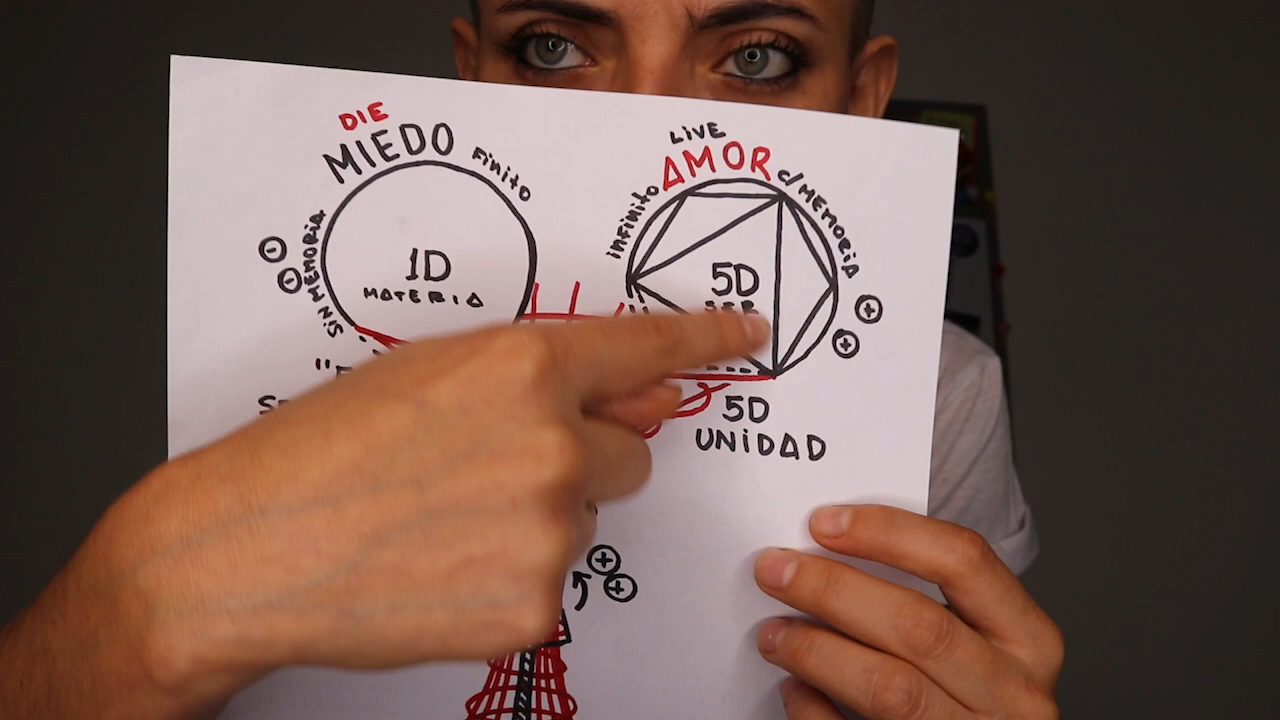 DIE
MIEDO
FINITO
SIN MEMORIA
1D
MATERIA
LIVE
AMOR
INFINITO
C/MEMORIA
5D
SER
5D
UNIDAD